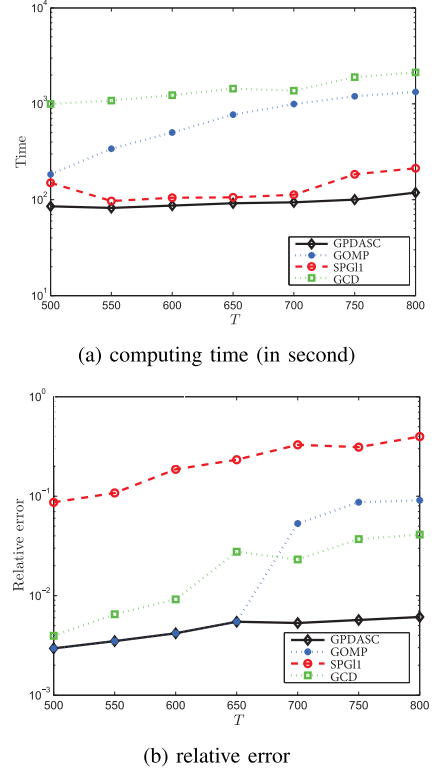 10^4
10^3
10^2
10^1
Time
500 550 600 650 700 750 800
T
GPDASC
GOMP
SPGl1
GCD
(a) computing time (in second)
10^0
10^-1
10^-2
10^-3
Relative error
500 550 600 650 700 750 800
T
GPDASC
GOMP
SPGl1
GCD
(b) relative error